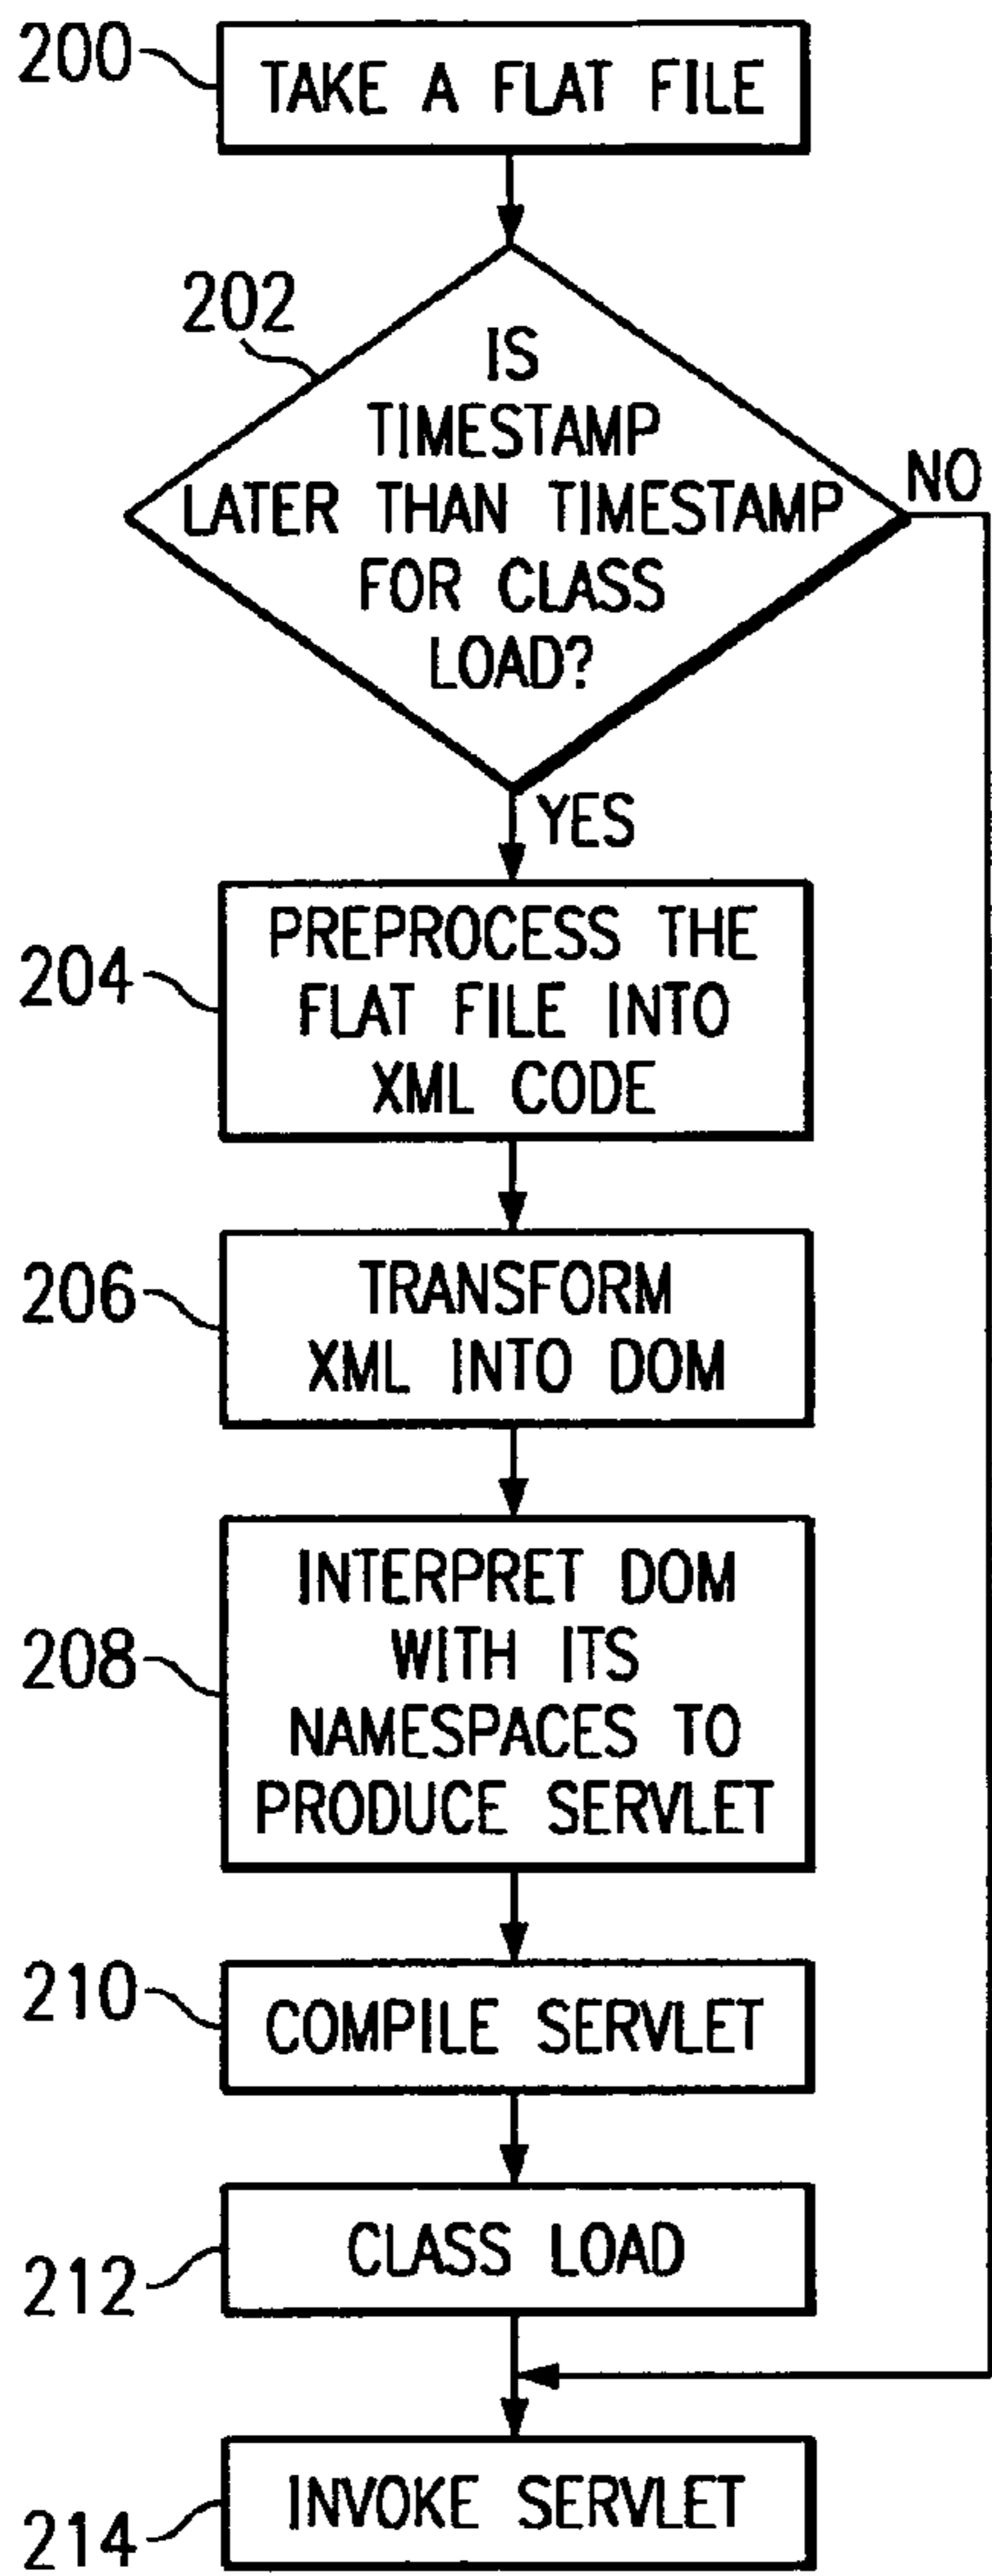 200
TAKE A FLAT FILE
202
IS
TIMESTAMP
LATER THAN TIMESTAMP
FOR CLASS
LOAD?
NO
YES
204
PREPROCESS THE
FLAT FILE INTO
XML CODE
206
TRANSFORM
XML INTO DOM
208
INTERPRET DOM
WITH ITS
NAMESPACES TO
PRODUCE SERVLET
210
COMPILE SERVLET
212
CLASS LOAD
214
INVOKE SERVLET